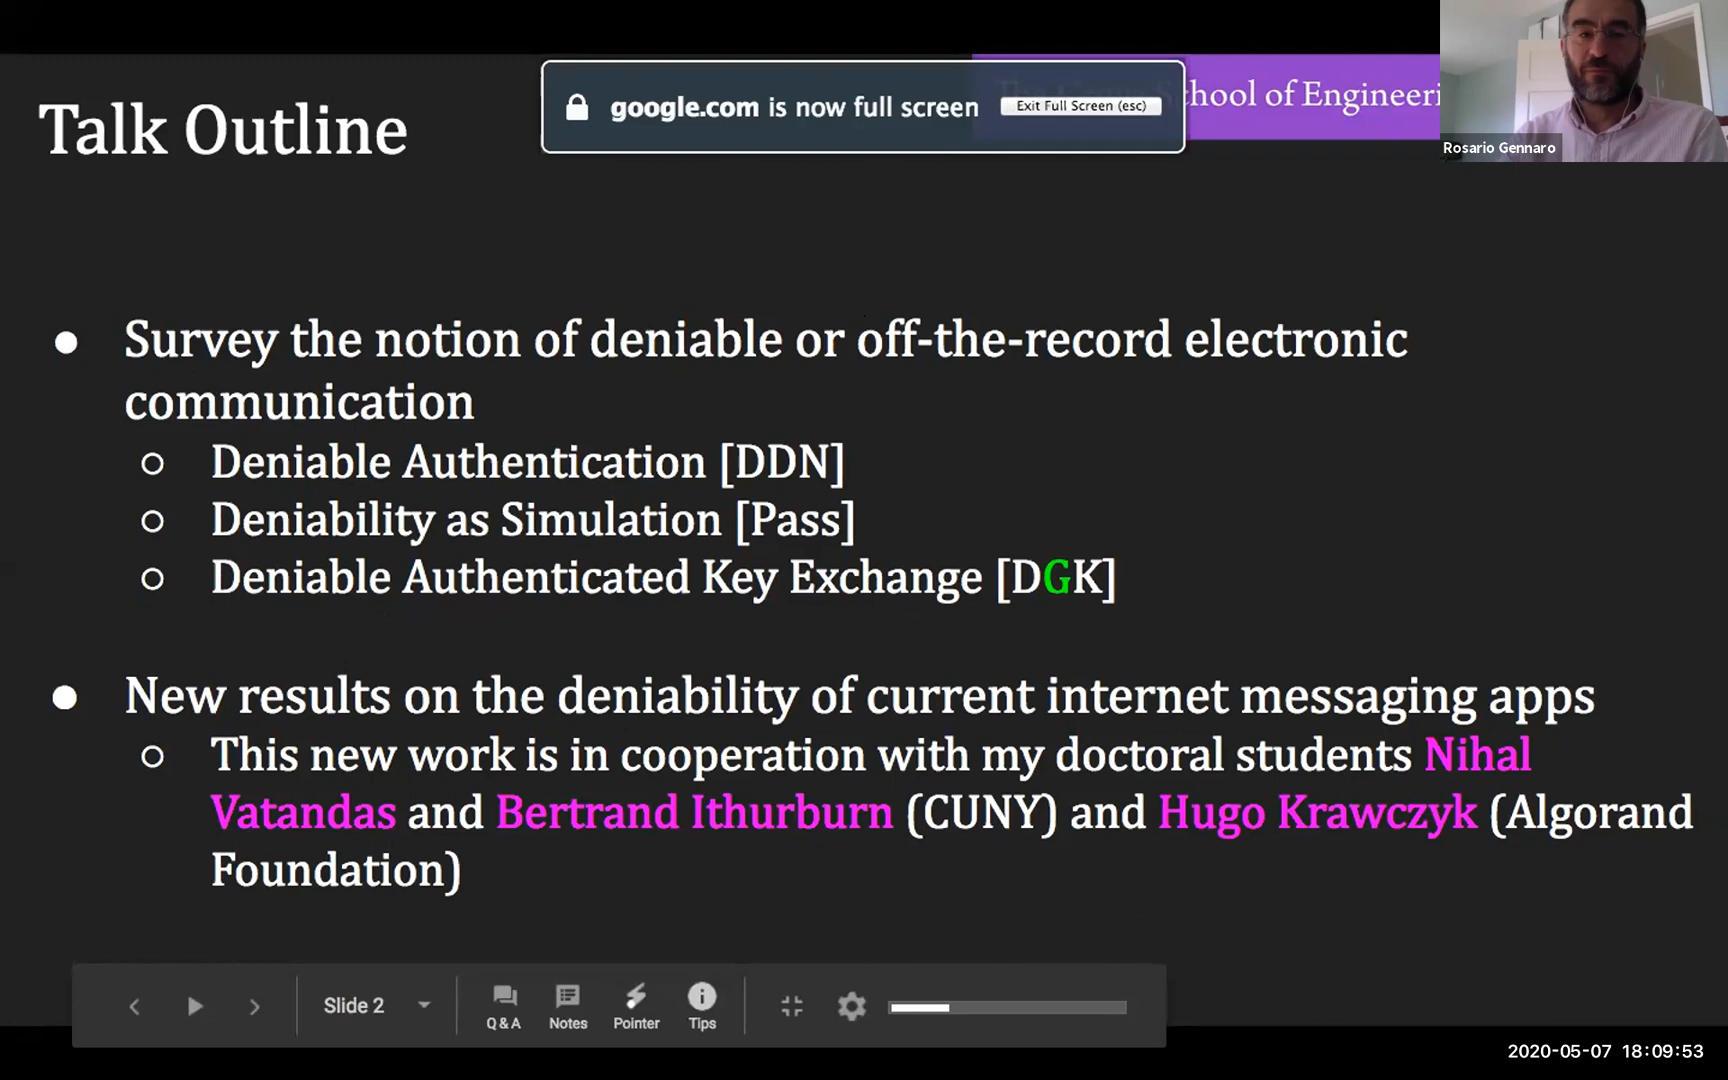 Talk Outline
google.com is now full screen
Exit Full Screen (esc)
hool of Engineeri
Rosario Gennaro
● Survey the notion of deniable or off-the-record electronic
communication
○ Deniable Authentication [DDN]
○ Deniability as Simulation [Pass]
○ Deniable Authenticated Key Exchange [DGK]
● New results on the deniability of current internet messaging apps
○ This new work is in cooperation with my doctoral students Nihal
Vatandas and Bertrand Ithurburn (CUNY) and Hugo Krawczyk (Algorand
Foundation)
Slide 2
Q & A
Notes
Pointer
Tips
2020-05-07 18:09:53